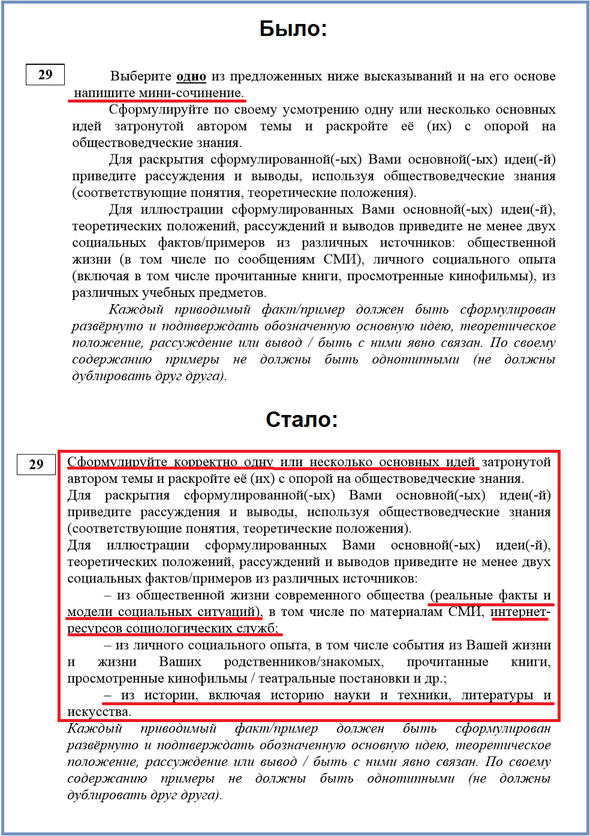 Было:
29
Выберите одно из предложенных ниже высказываний и на его основе
напишите мини-сочинение.
Сформулируйте по своему усмотрению одну или несколько основных
идей затронутой автором темы и раскройте её (их) с опорой на
обществоведческие знания.
Для раскрытия сформулированной(-ых) Вами основной(-ых) идеи(-й)
приведите рассуждения и выводы, используя обществоведческие знания
(соответствующие понятия, теоретические положения).
Для иллюстрации сформулированных Вами основной(-ых) идеи(-й),
теоретических положений, рассуждений и выводов приведите не менее двух
социальных фактов/примеров из различных источников: общественной
жизни (в том числе по сообщениям СМИ), личного социального опыта
(включая в том числе прочитанные книги, просмотренные кинофильмы), из
различных учебных предметов.
Каждый приводимый факт/пример должен быть сформулирован
развёрнуто и подтверждать обозначенную основную идею, теоретическое
положение, рассуждение или вывод / быть с ними явно связан. По своему
содержанию примеры не должны быть однотипными (не должны
дублировать друг друга).
Стало:
29
Сформулируйте корректно одну или несколько основных идей затронутой
автором темы и раскройте её (их) с опорой на обществоведческие знания.
Для раскрытия сформулированной(-ых) Вами основной(-ых) идеи(-й)
приведите рассуждения и выводы, используя обществоведческие знания
(соответствующие понятия, теоретические положения).
Для иллюстрации сформулированных Вами основной(-ых) идеи(-й),
теоретических положений, рассуждений и выводов приведите не менее двух
социальных фактов/примеров из различных источников:
– из общественной жизни современного общества (реальные факты и
модели социальных ситуаций), в том числе по материалам СМИ, интернет-
ресурсов социологических служб;
– из личного социального опыта, в том числе события из Вашей жизни
и жизни Ваших родственников/знакомых, прочитанные книги,
просмотренные кинофильмы / театральные постановки и др.;
– из истории, включая историю науки и техники, литературы и
искусства.
Каждый приводимый факт/пример должен быть сформулирован
развёрнуто и подтверждать обозначенную основную идею, теоретическое
положение, рассуждение или вывод / быть с ними явно связан. По своему
содержанию примеры не должны быть однотипными (не должны
дублировать друг друга).